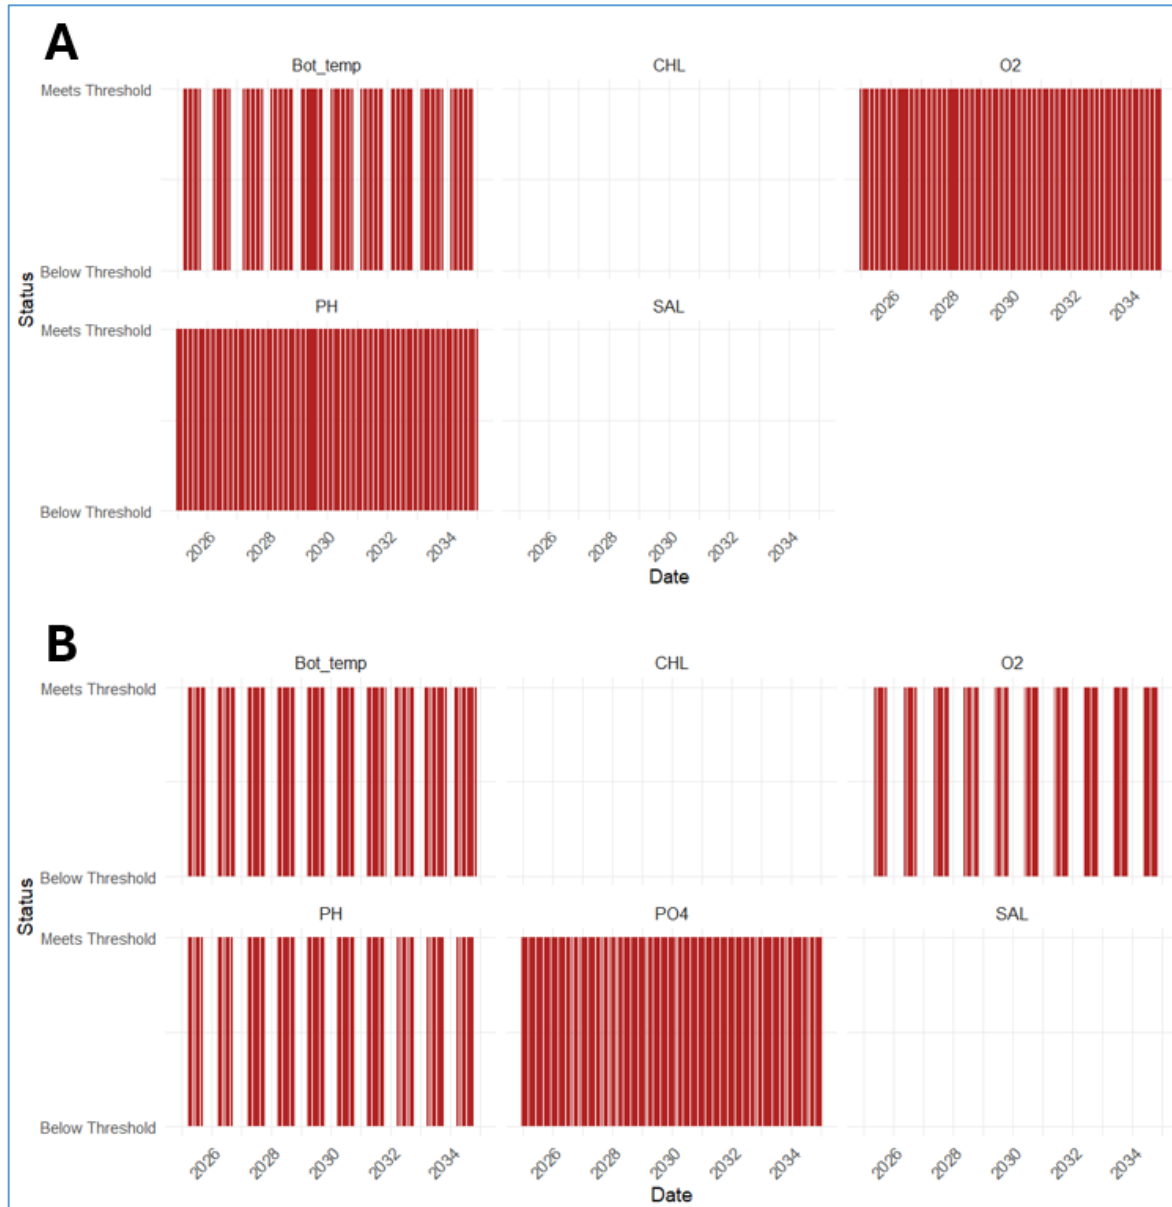 A
Bot_temp CHL O2
Meets Threshold
Below Threshold
Status
2026 2028 2030 2032 2034
PH SAL
Meets Threshold
Below Threshold
2026 2028 2030 2032 2034 2026 2028 2030 2032 2034
Date
B
Bot_temp CHL O2
Meets Threshold
Below Threshold
Status
PH PO4 SAL
Meets Threshold
Below Threshold
2026 2028 2030 2032 2034 2026 2028 2030 2032 2034 2026 2028 2030 2032 2034
Date